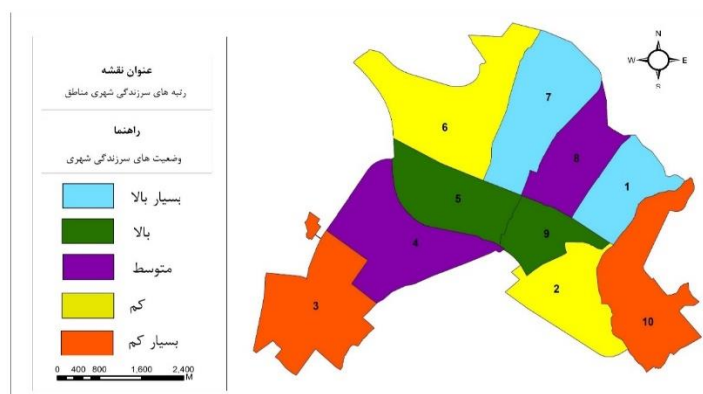 عنوان نقشه
رتبه های سرزندگی شهری مناطق
راهنما
وضعیت های سرزندگی شهری
بسیار بالا
بالا
متوسط
کم
بسیار کم
0 400 800 1,600 2,400
M
N
W E
S
7
6
8
1
5
9
4
2
3
10